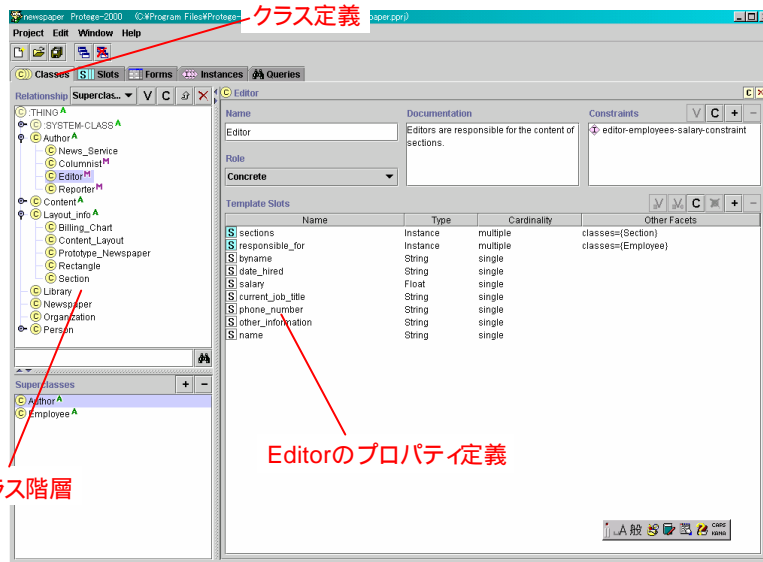 newspaper Protege-2000 (C:¥Program Files¥Prote paper.pprj)
クラス定義
Project Edit Window Help
Classes S Slots Forms Instances Queries
Relationship Superclas... V C
C Editor C
:THING A
:SYSTEM-CLASS A
Author A
News_Service
Columnist M
Editor M
Reporter M
Content A
Layout_info A
Billing_Chart
Content_Layout
Prototype_Newspaper
Rectangle
Section
Library
Newspaper
Organization
Person A
Superclasses + -
Author A
Employee A
ラス階層
Name Documentation Constraints V C + -
Editor
Editors are responsible for the content of
sections.
editor-employees-salary-constraint
Role
Concrete
Template Slots C + -
Name Type Cardinality Other Facets
S sections Instance multiple classes={Section}
S responsible_for Instance multiple classes={Employee}
S byname String single
S date_hired String single
S salary Float single
S current_job_title String single
S phone_number String single
S other_information String single
S name String single
Editorのプロパティ定義
A 般 CAPS
KANA